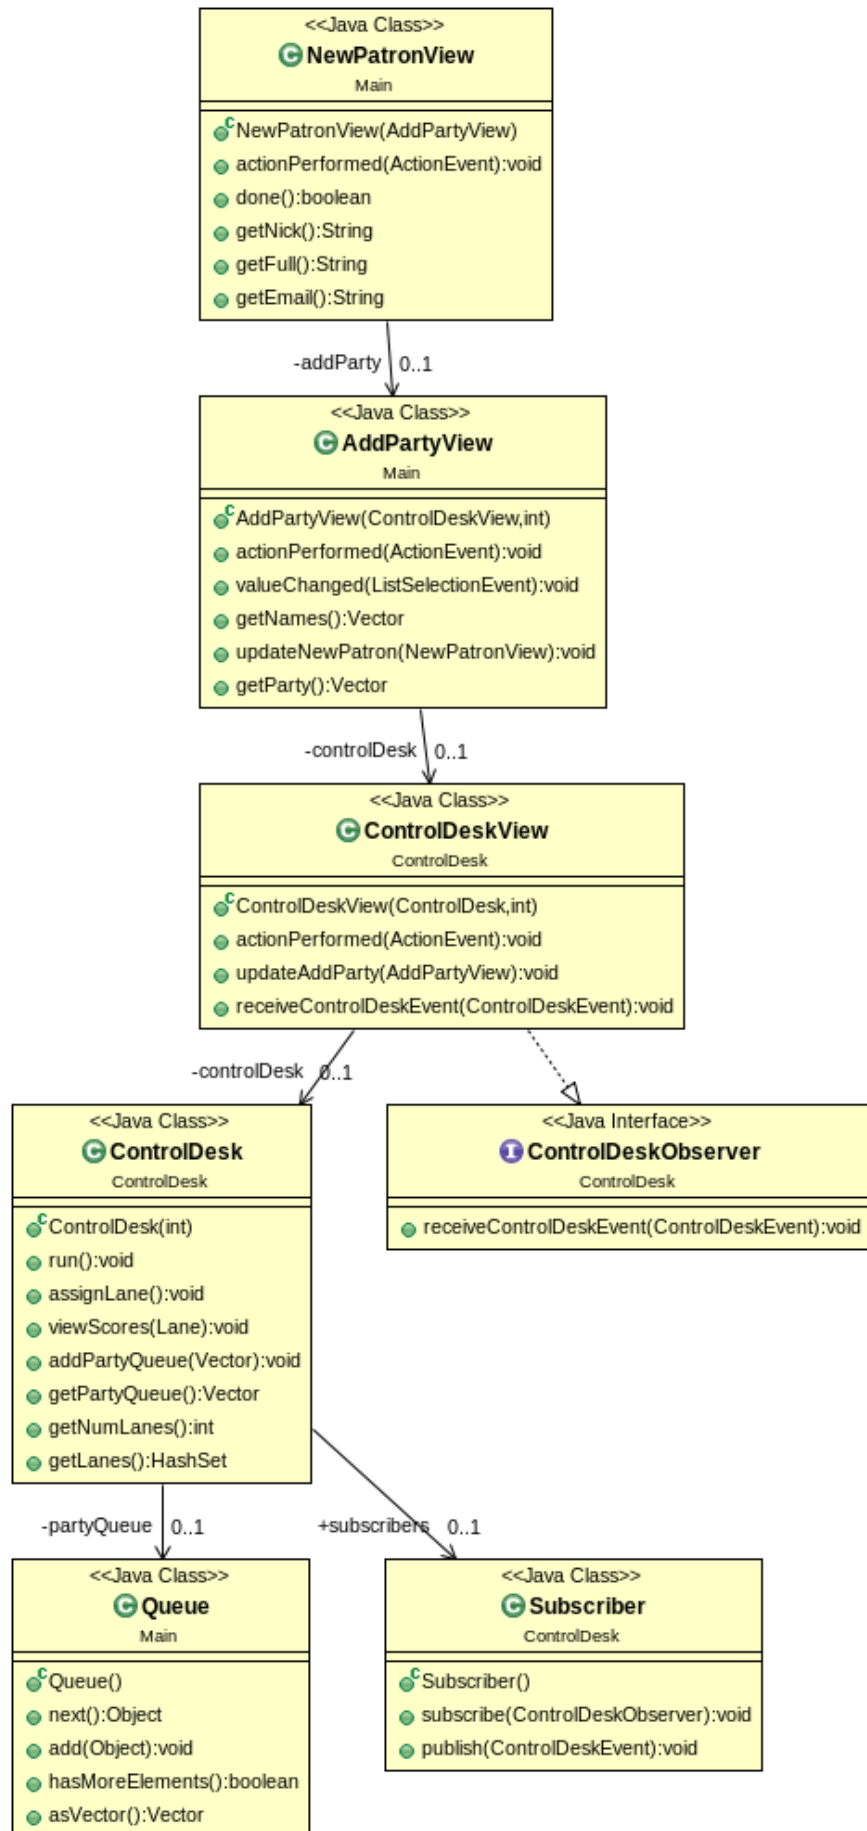 <<Java Class>>
NewPatronView
Main
NewPatronView(AddPartyView)
actionPerformed(ActionEvent):void
done():boolean
getNick():String
getFull():String
getEmail():String
-addParty 0..1
<<Java Class>>
AddPartyView
Main
AddPartyView(ControlDeskView,int)
actionPerformed(ActionEvent):void
valueChanged(ListSelectionEvent):void
getNames():Vector
updateNewPatron(NewPatronView):void
getParty():Vector
-controlDesk 0..1
<<Java Class>>
ControlDeskView
ControlDesk
ControlDeskView(ControlDesk,int)
actionPerformed(ActionEvent):void
updateAddParty(AddPartyView):void
receiveControlDeskEvent(ControlDeskEvent):void
-controlDesk 0..1
<<Java Class>>
ControlDesk
ControlDesk
ControlDesk(int)
run():void
assignLane():void
viewScores(Lane):void
addPartyQueue(Vector):void
getPartyQueue():Vector
getNumLanes():int
getLanes():HashSet
<<Java Interface>>
ControlDeskObserver
ControlDesk
receiveControlDeskEvent(ControlDeskEvent):void
-partyQueue 0..1
+subscribers 0..1
<<Java Class>>
Queue
Main
Queue()
next():Object
add(Object):void
hasMoreElements():boolean
asVector():Vector
<<Java Class>>
Subscriber
ControlDesk
Subscriber()
subscribe(ControlDeskObserver):void
publish(ControlDeskEvent):void